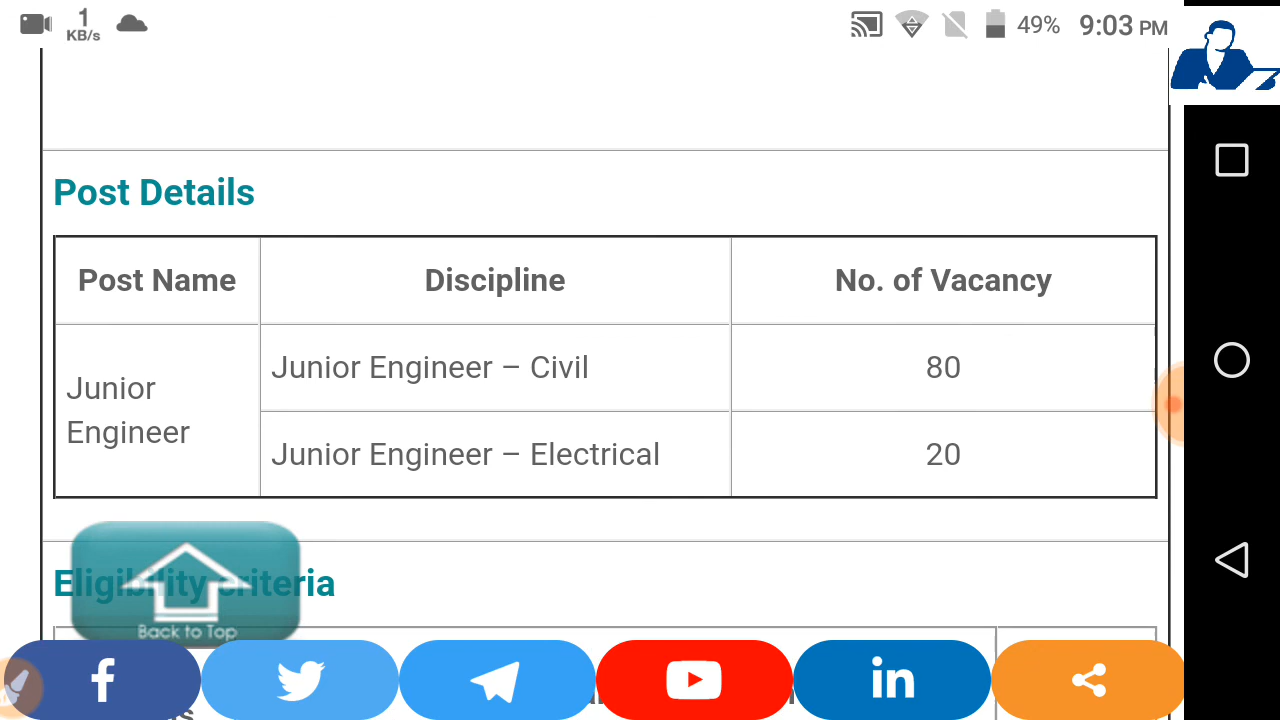 1
KB/s
49% 9:03 PM
Post Details
Post Name Discipline No. of Vacancy
Junior Engineer – Civil 80
Junior
Engineer
Junior Engineer – Electrical 20
Eligibility criteria
Back to Top
f
in